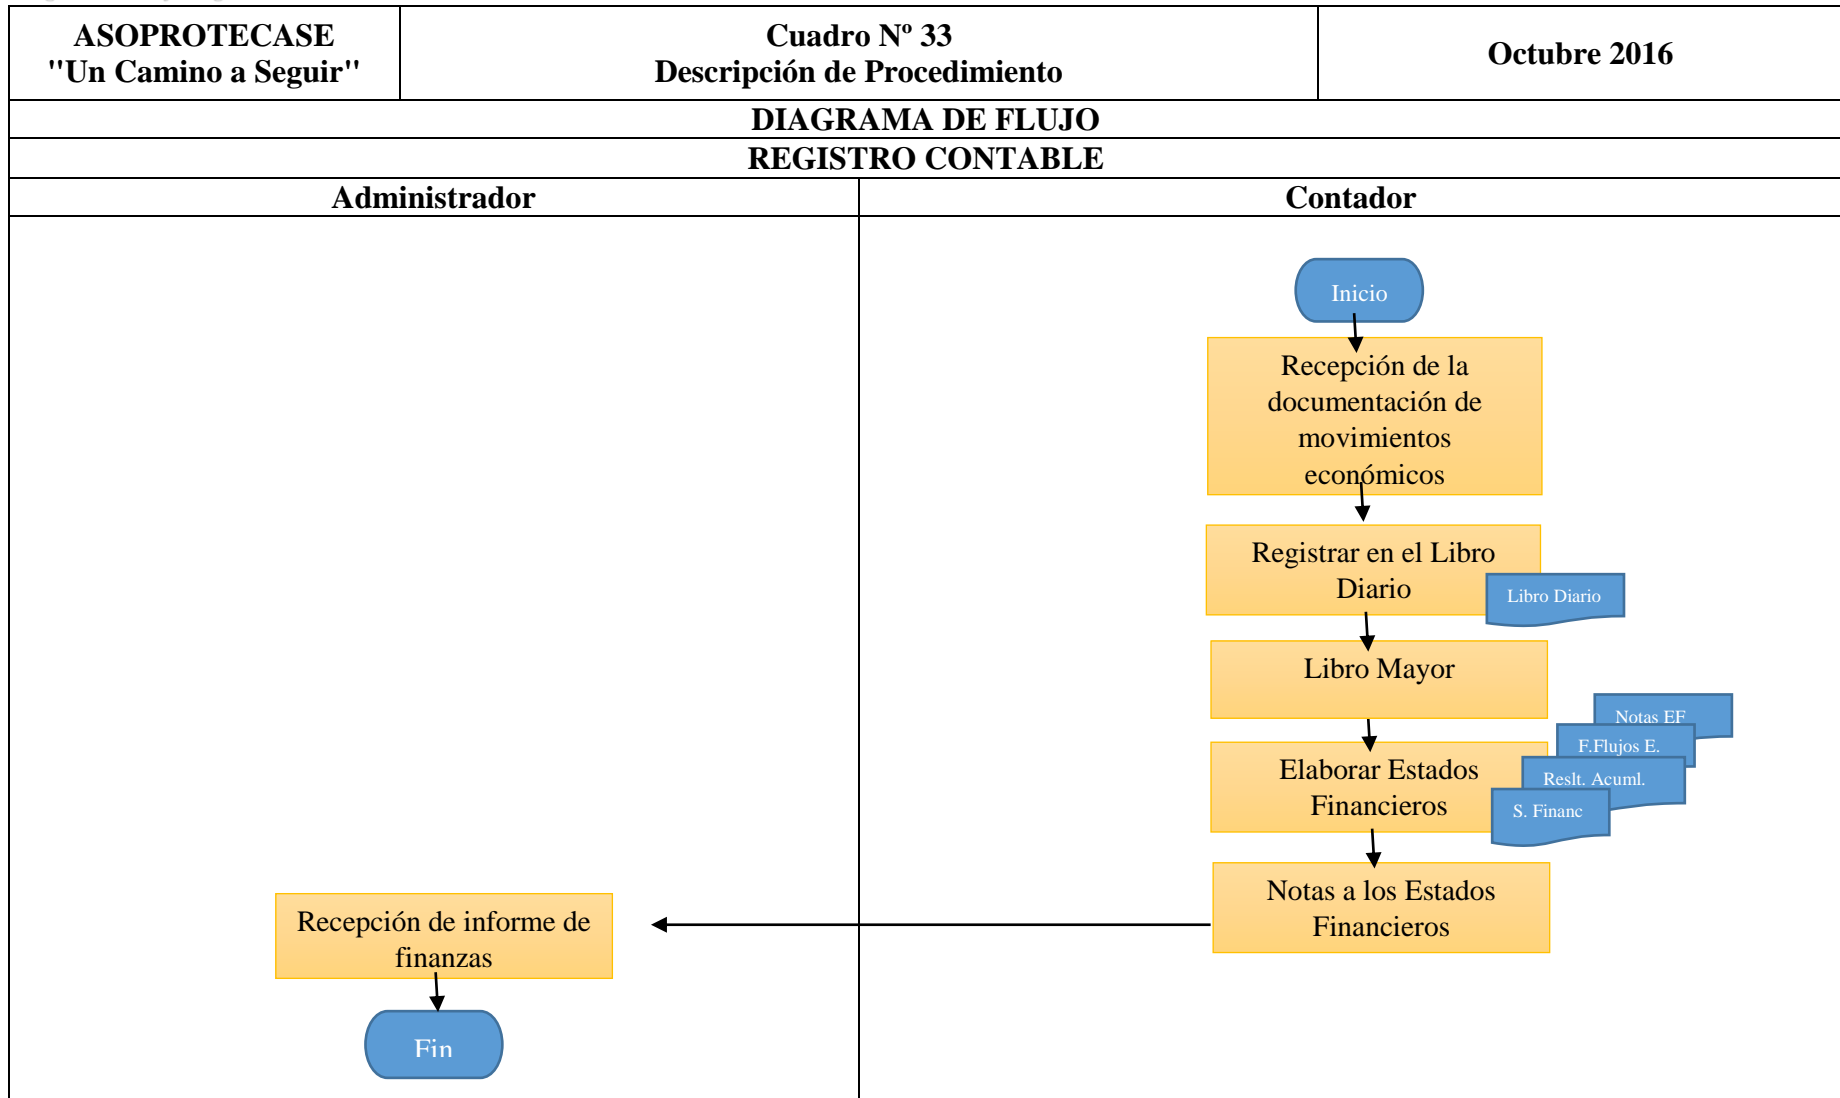 ASOPROTECASE
"Un Camino a Seguir"
Cuadro Nº 33
Descripción de Procedimiento
Octubre 2016
DIAGRAMA DE FLUJO
REGISTRO CONTABLE
Administrador
Contador
Inicio
Recepción de la
documentación de
movimientos
económicos
Registrar en el Libro
Diario
Libro Diario
Libro Mayor
Notas EF
F.Flujos E.
Reslt. Acuml.
S. Financ
Elaborar Estados
Financieros
Notas a los Estados
Financieros
Recepción de informe de
finanzas
Fin